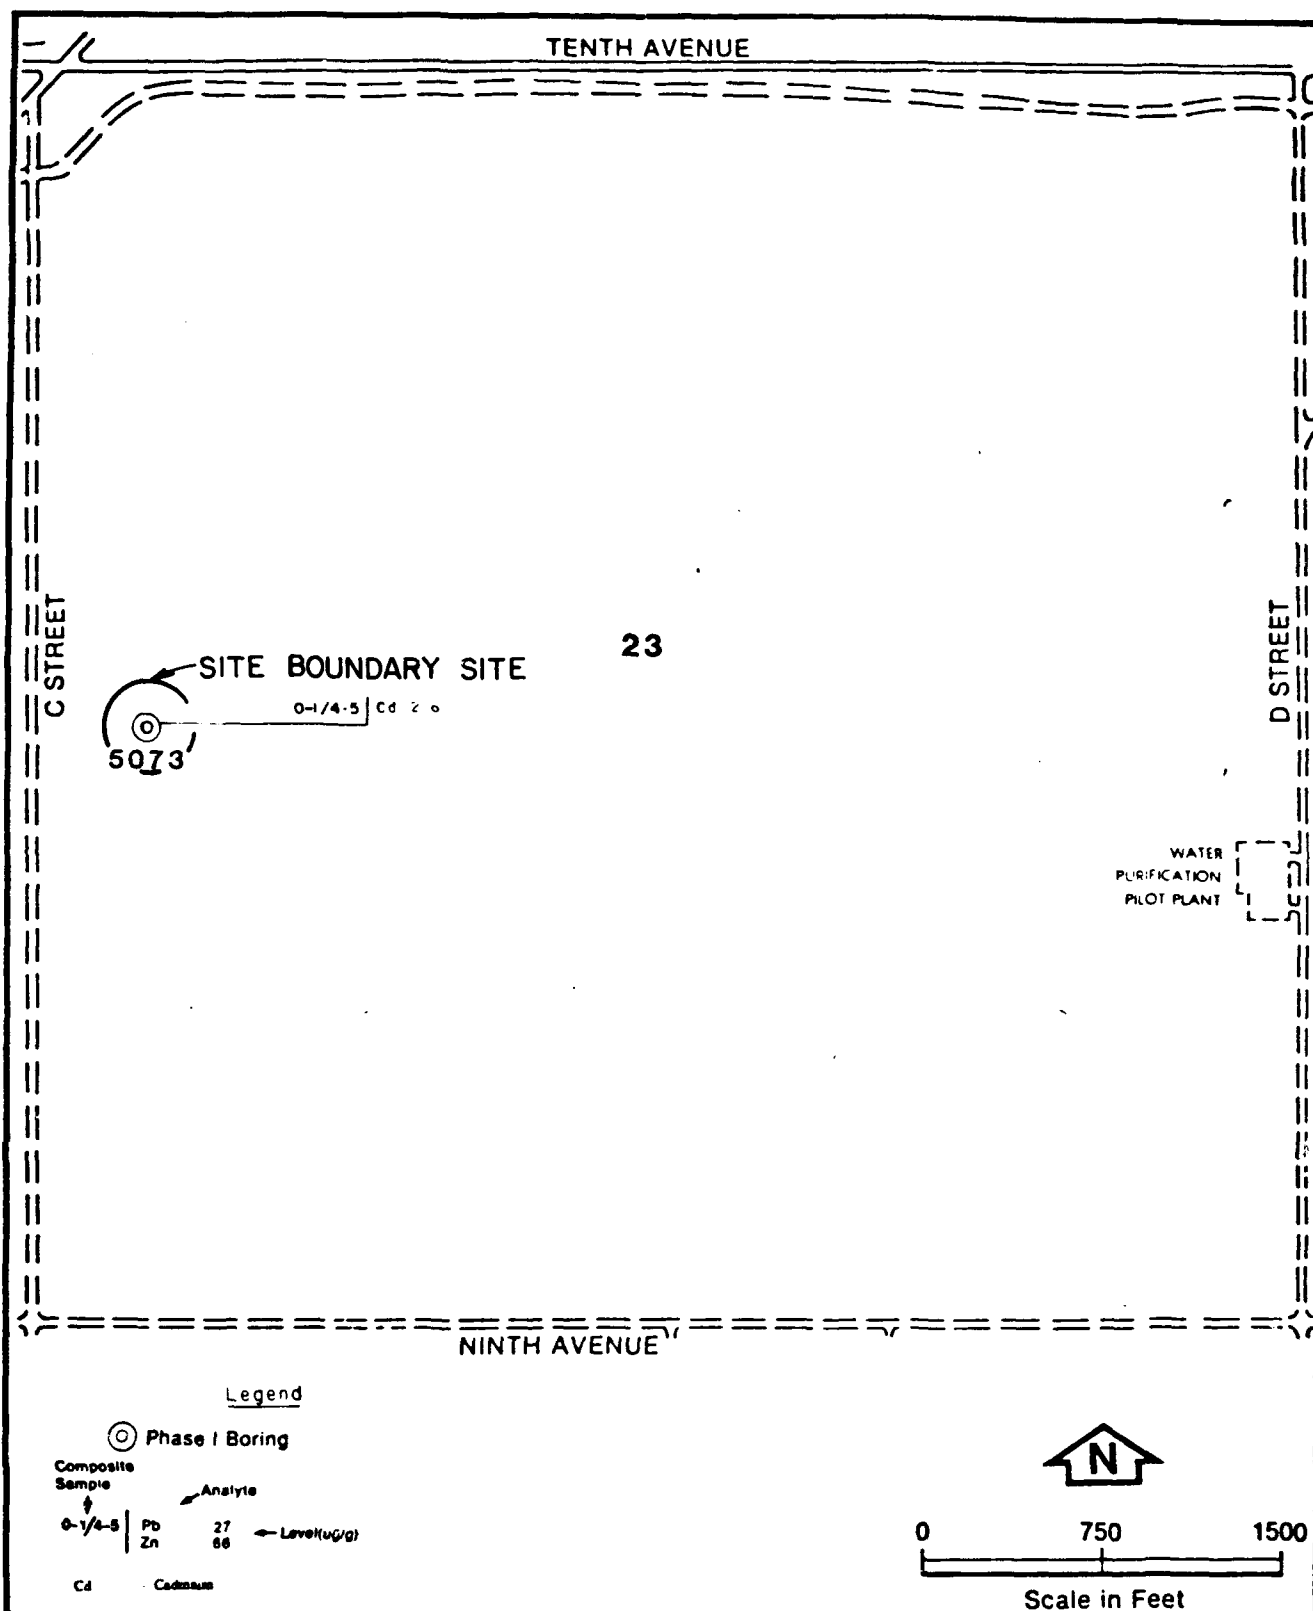 TENTH AVENUE
C STREET
D STREET
23
SITE BOUNDARY SITE
0-1/4-5 Cd 2
5073
WATER
PURIFICATION
PILOT PLANT
NINTH AVENUE
Legend
Phase I Boring
Composite
Sample
Analyte
0-1/4-5 Pb 27
Zn 66
Level(ug/g)
Cd Cadmium
N
0 750 1500
Scale in Feet